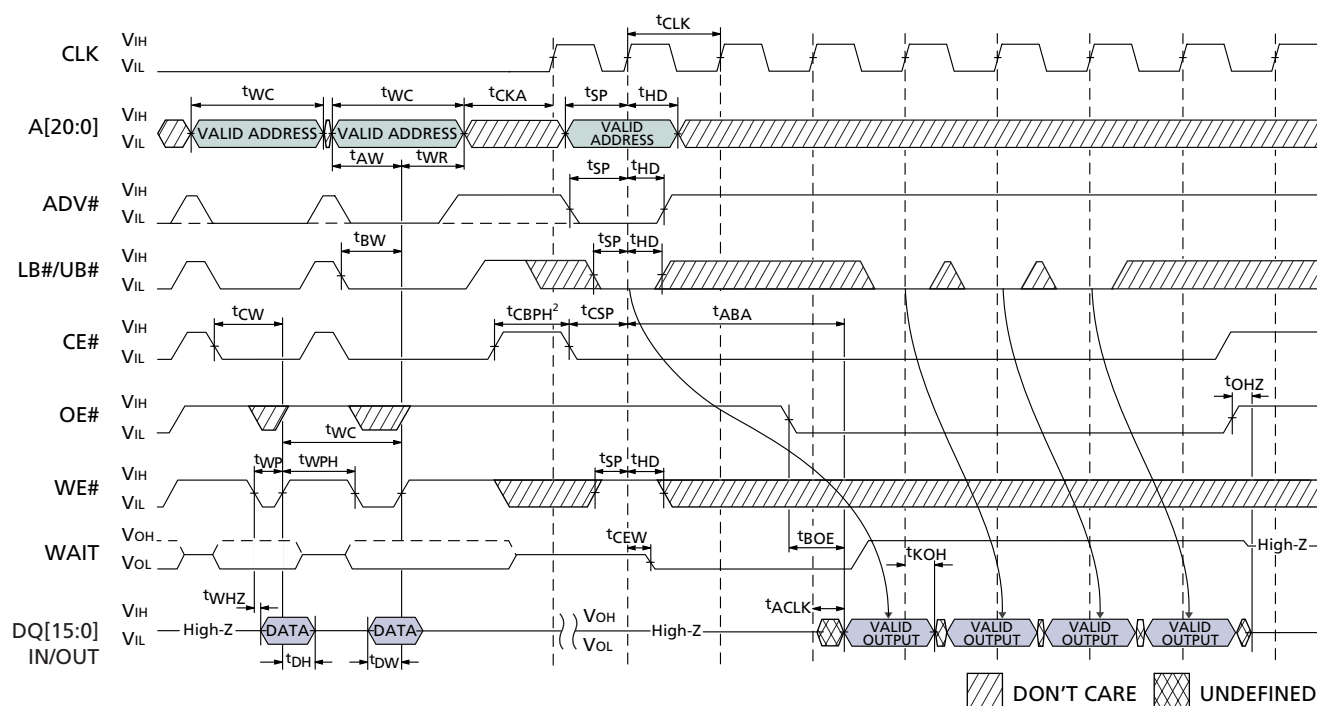 tCLK
CLK VIH
VIL
tWC tWC tCKA tSP tHD
A[20:0] VIH
VIL
VALID ADDRESS VALID ADDRESS VALID ADDRESS
tAW tWR
tSP tHD
ADV# VIH
VIL
tBW tSP tHD
LB#/UB# VIH
VIL
tCW tCBPH2 tCSP tABA
CE# VIH
VIL
tOHZ
OE# VIH
VIL
tWC
tWP tWPH tSP tHD
WE# VIH
VIL
WAIT VOH
VOL
tCEW tBOE tKOH High-Z
tWHZ tACLK
DQ[15:0] IN/OUT VIH
VIL
High-Z DATA DATA VOH
VOL
High-Z VALID OUTPUT VALID OUTPUT VALID OUTPUT VALID OUTPUT
tDH tDW
DON'T CARE UNDEFINED